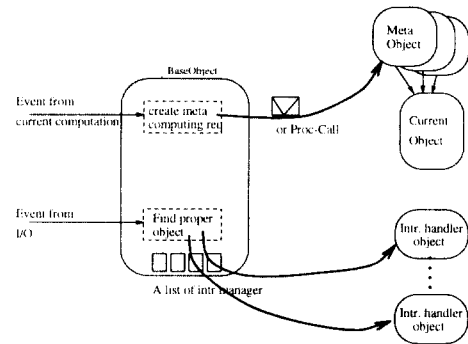 Meta
Object
BaseObject
Event from
current computation
create meta
computing req
or Proc-Call
Current
Object
Event from
I/O
Find proper
object
Intr. handler
object
A list of intr manager
Intr. handler
object